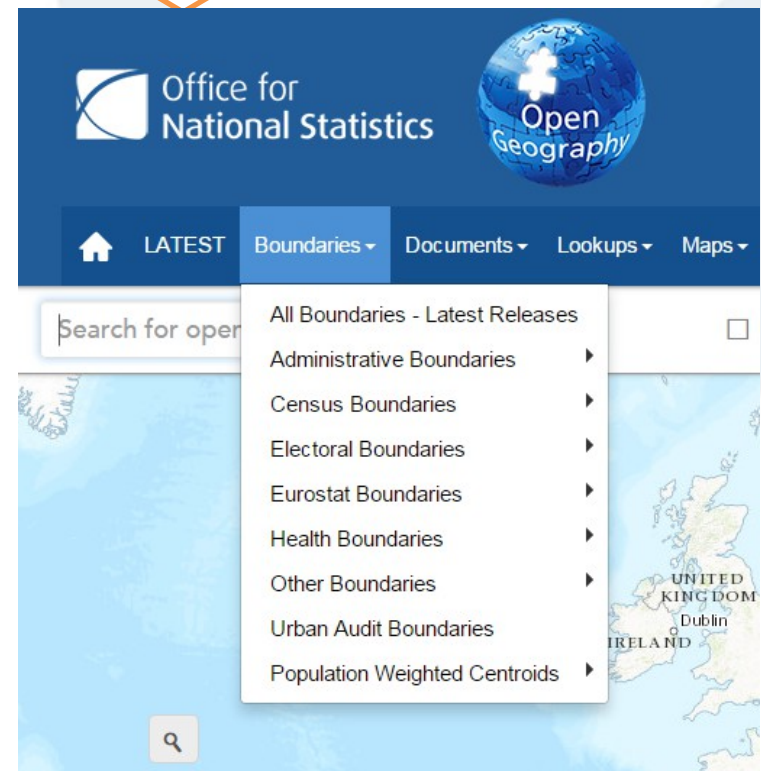 Office for
National Statistics
Open
Geography
LATEST Boundaries Documents Lookups Maps
Search for oper
All Boundaries - Latest Releases
Administrative Boundaries
Census Boundaries
Electoral Boundaries
Eurostat Boundaries
Health Boundaries
Other Boundaries
Urban Audit Boundaries
Population Weighted Centroids
UNITED
KINGDOM
Dublin
IRELAND